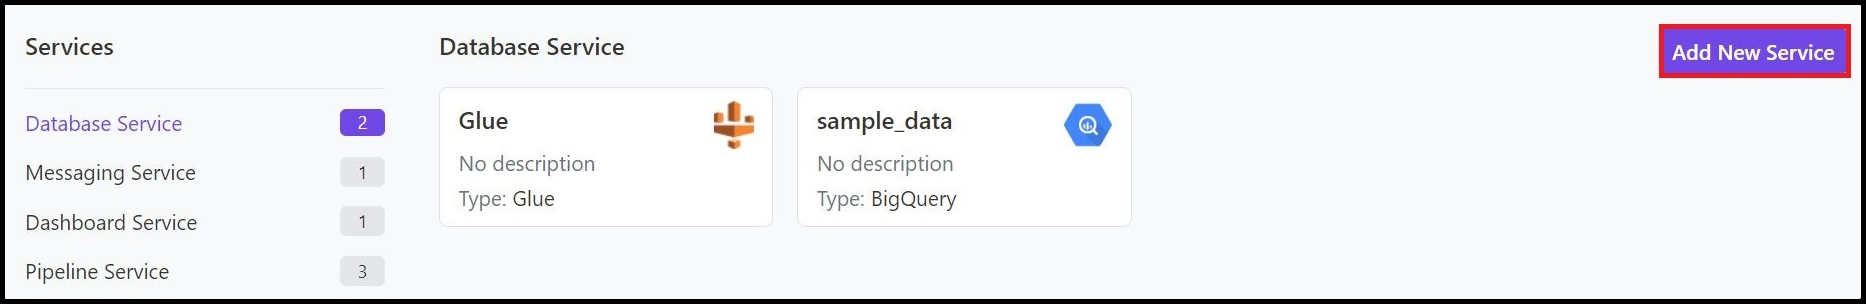 Services
Database Service 2
Messaging Service 1
Dashboard Service 1
Pipeline Service 3
Database Service
Add New Service
Glue
No description
Type: Glue
sample_data
No description
Type: BigQuery